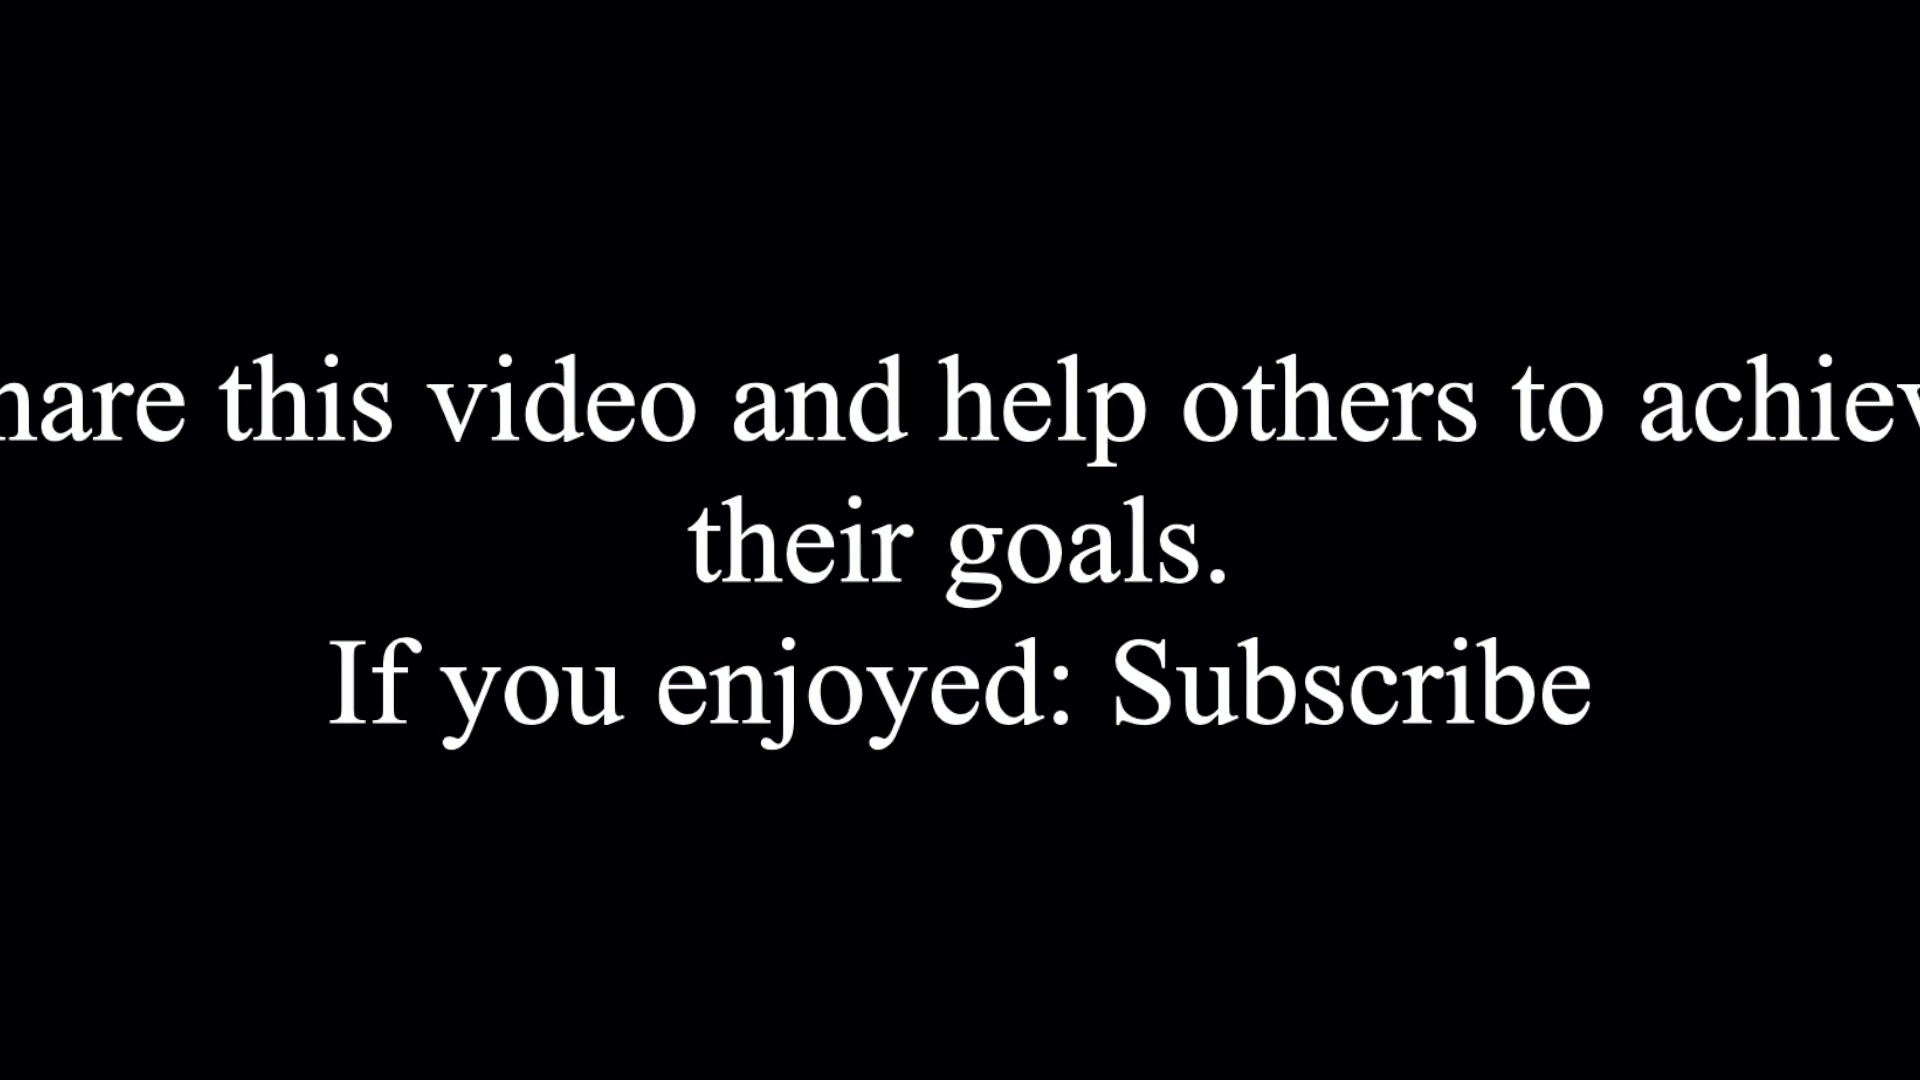 hare this video and help others to achiev
their goals.
If you enjoyed: Subscribe